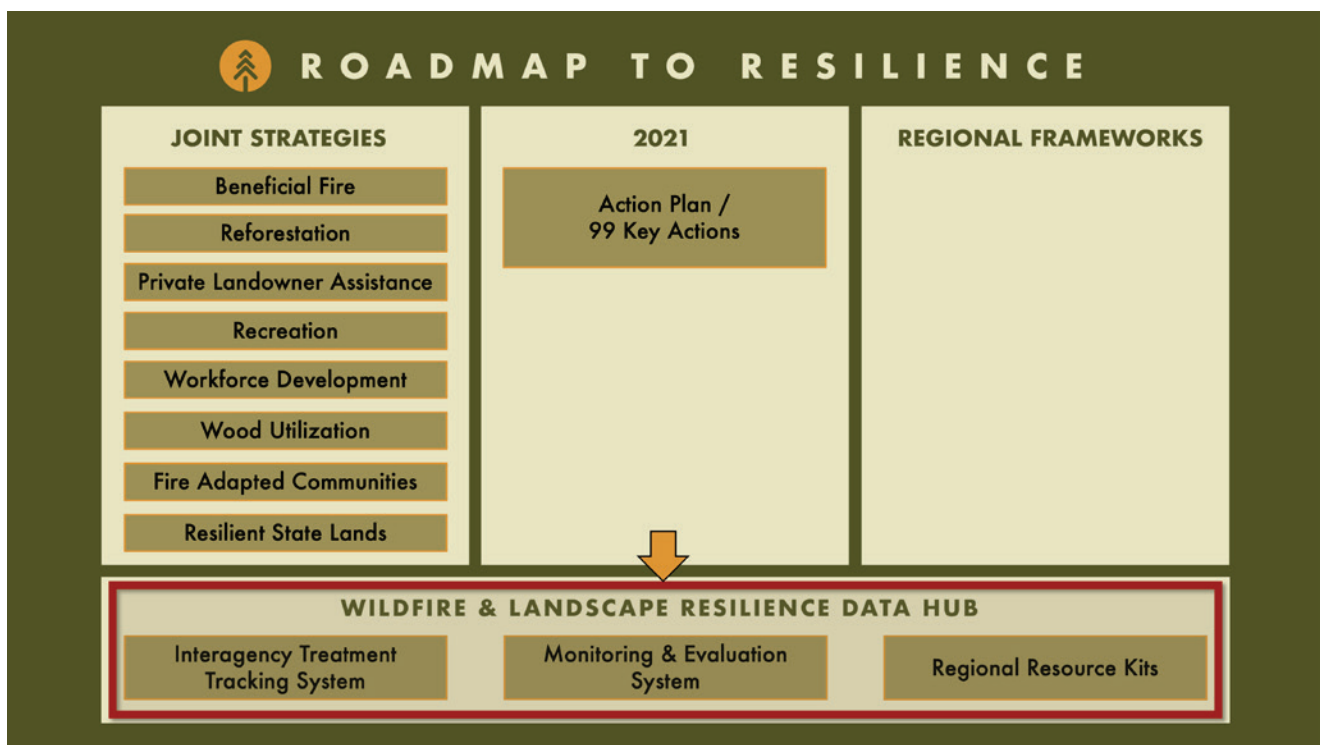 ROADMAP TO RESILIENCE
JOINT STRATEGIES
Beneficial Fire
Reforestation
Private Landowner Assistance
Recreation
Workforce Development
Wood Utilization
Fire Adapted Communities
Resilient State Lands
2021
Action Plan /
99 Key Actions
REGIONAL FRAMEWORKS
WILDFIRE & LANDSCAPE RESILIENCE DATA HUB
Interagency Treatment
Tracking System
Monitoring & Evaluation
System
Regional Resource Kits